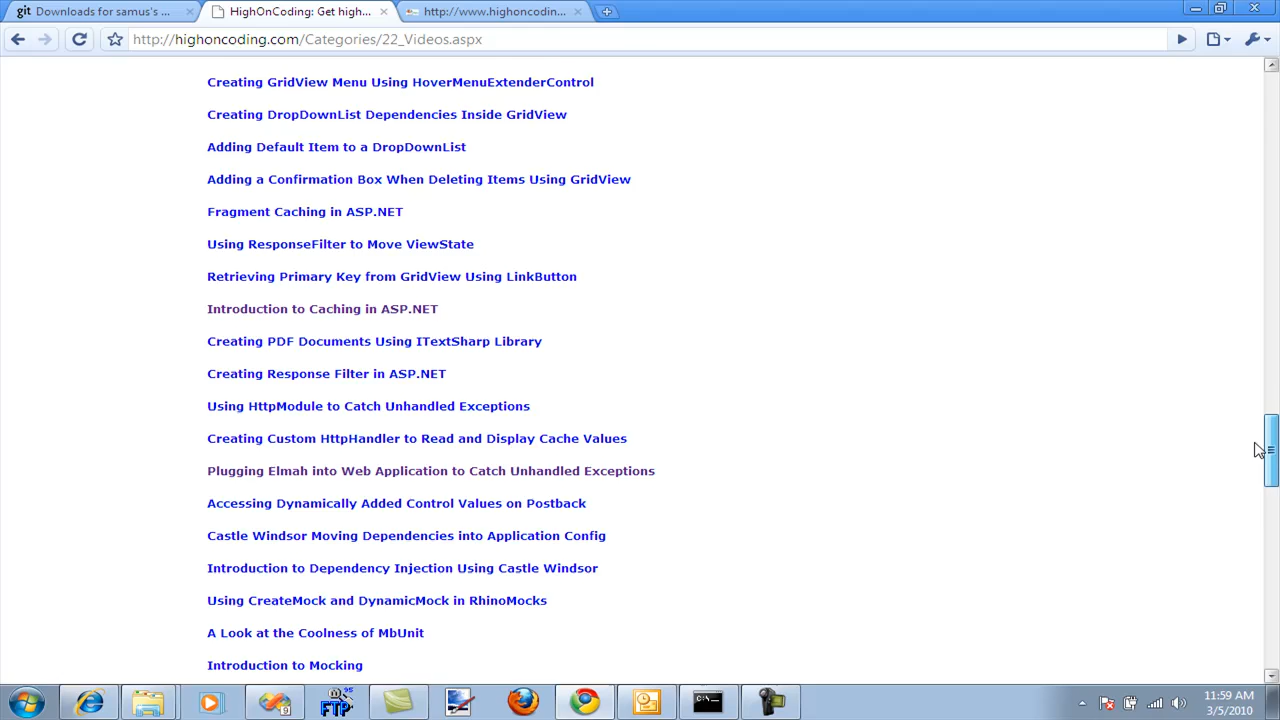 git Downloads for samus's ...
HighOnCoding: Get high...
http://www.highoncodin...
http://highoncoding.com/Categories/22_Videos.aspx
Creating GridView Menu Using HoverMenuExtenderControl
Creating DropDownList Dependencies Inside GridView
Adding Default Item to a DropDownList
Adding a Confirmation Box When Deleting Items Using GridView
Fragment Caching in ASP.NET
Using ResponseFilter to Move ViewState
Retrieving Primary Key from GridView Using LinkButton
Introduction to Caching in ASP.NET
Creating PDF Documents Using ITextSharp Library
Creating Response Filter in ASP.NET
Using HttpModule to Catch Unhandled Exceptions
Creating Custom HttpHandler to Read and Display Cache Values
Plugging Elmah into Web Application to Catch Unhandled Exceptions
Accessing Dynamically Added Control Values on Postback
Castle Windsor Moving Dependencies into Application Config
Introduction to Dependency Injection Using Castle Windsor
Using CreateMock and DynamicMock in RhinoMocks
A Look at the Coolness of MbUnit
Introduction to Mocking
9
FTP
11:59 AM
3/5/2010